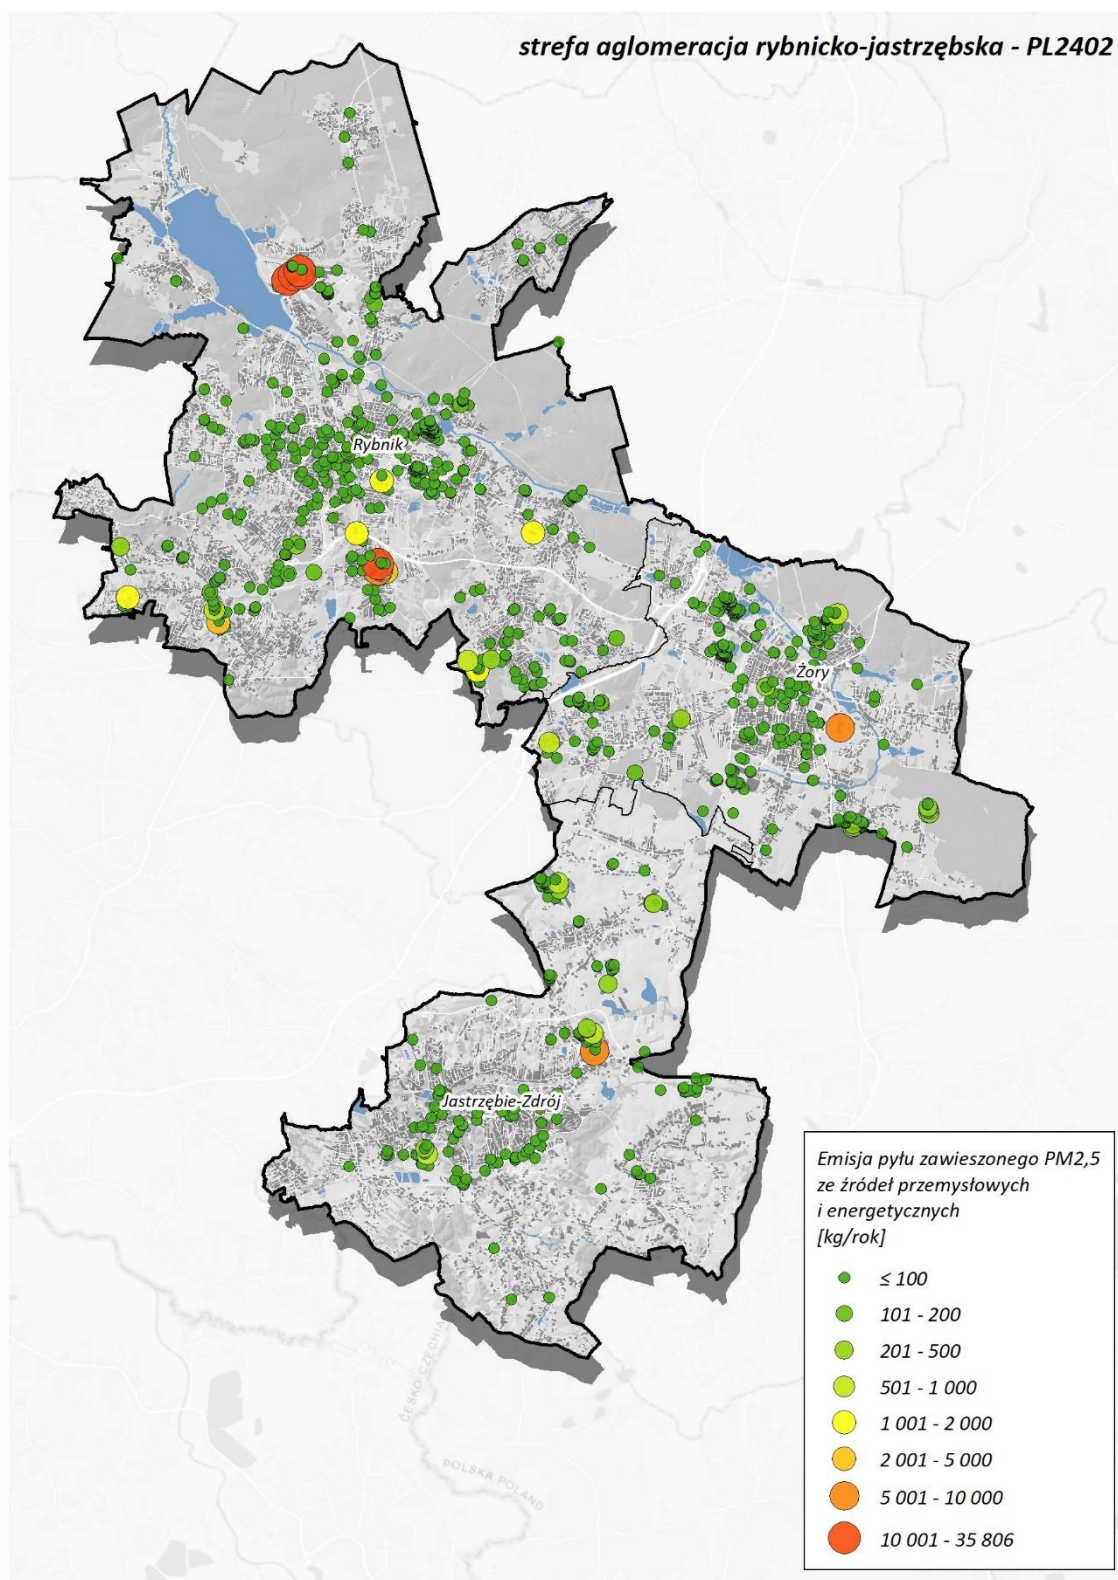 strefa aglomeracja rybnicko-jastrzębska - PL2402
Rybnik
Żory
Jastrzębie-Zdrój
Emisja pyłu zawieszonego PM2,5
ze źródeł przemysłowych
i energetycznych
[kg/rok]
≤ 100
101 - 200
201 - 500
501 - 1 000
1 001 - 2 000
2 001 - 5 000
5 001 - 10 000
10 001 - 35 806
ČESKO CZECHIA
POLSKA POLAND